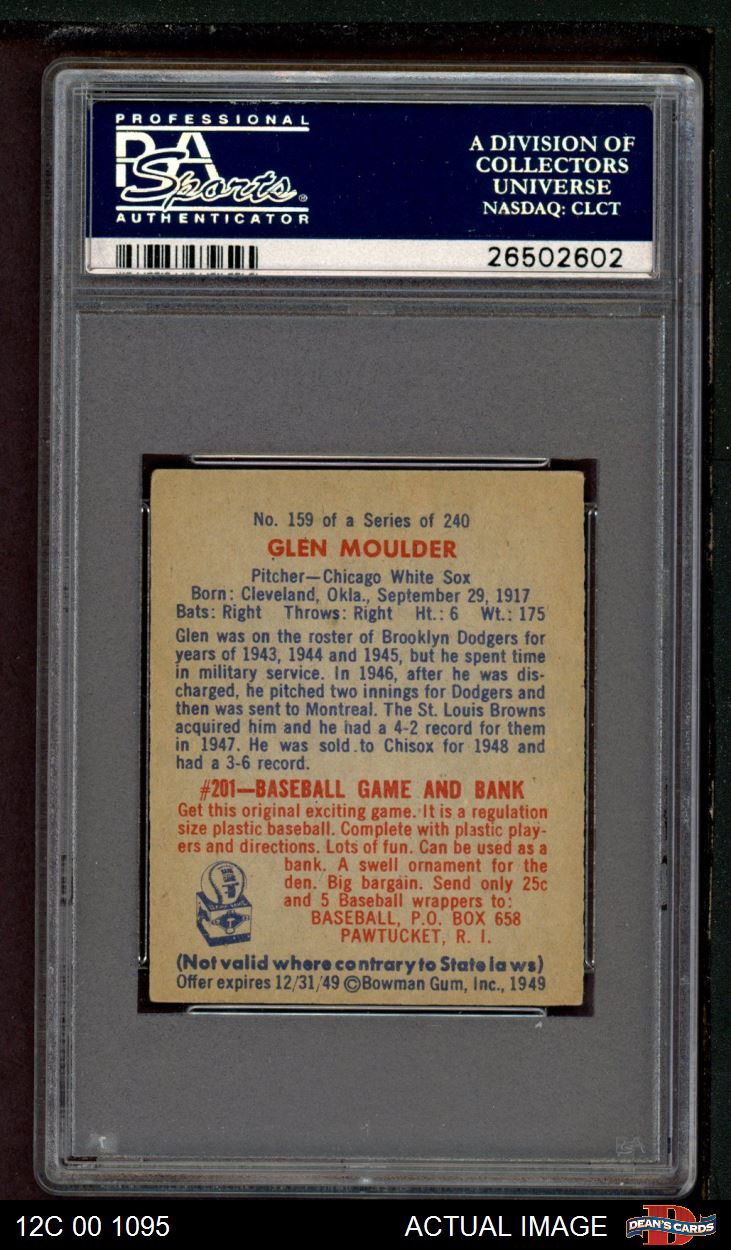 PROFESSIONAL
PSA
Sports®
AUTHENTICATOR
A DIVISION OF
COLLECTORS
UNIVERSE
NASDAQ: CLCT
26502602
No. 159 of a Series of 240
GLEN MOULDER
Pitcher—Chicago White Sox
Born: Cleveland, Okla., September 29, 1917
Bats: Right Throws: Right Ht.: 6 Wt.: 175
Glen was on the roster of Brooklyn Dodgers for
years of 1943, 1944 and 1945, but he spent time
in military service. In 1946, after he was dis-
charged, he pitched two innings for Dodgers and
then was sent to Montreal. The St. Louis Browns
acquired him and he had a 4-2 record for them
in 1947. He was sold to Chisox for 1948 and
had a 3-6 record.
#201—BASEBALL GAME AND BANK
Get this original exciting game. It is a regulation
size plastic baseball. Complete with plastic play-
ers and directions. Lots of fun. Can be used as a
bank. A swell ornament for the
den. Big bargain. Send only 25c
and 5 Baseball wrappers to:
BASEBALL, P.O. BOX 658
PAWTUCKET, R. I.
(Not valid where contrary to State laws)
Offer expires 12/31/49 ©Bowman Gum, Inc., 1949
PSA
12C 00 1095
ACTUAL IMAGE
DEAN'S CARDS